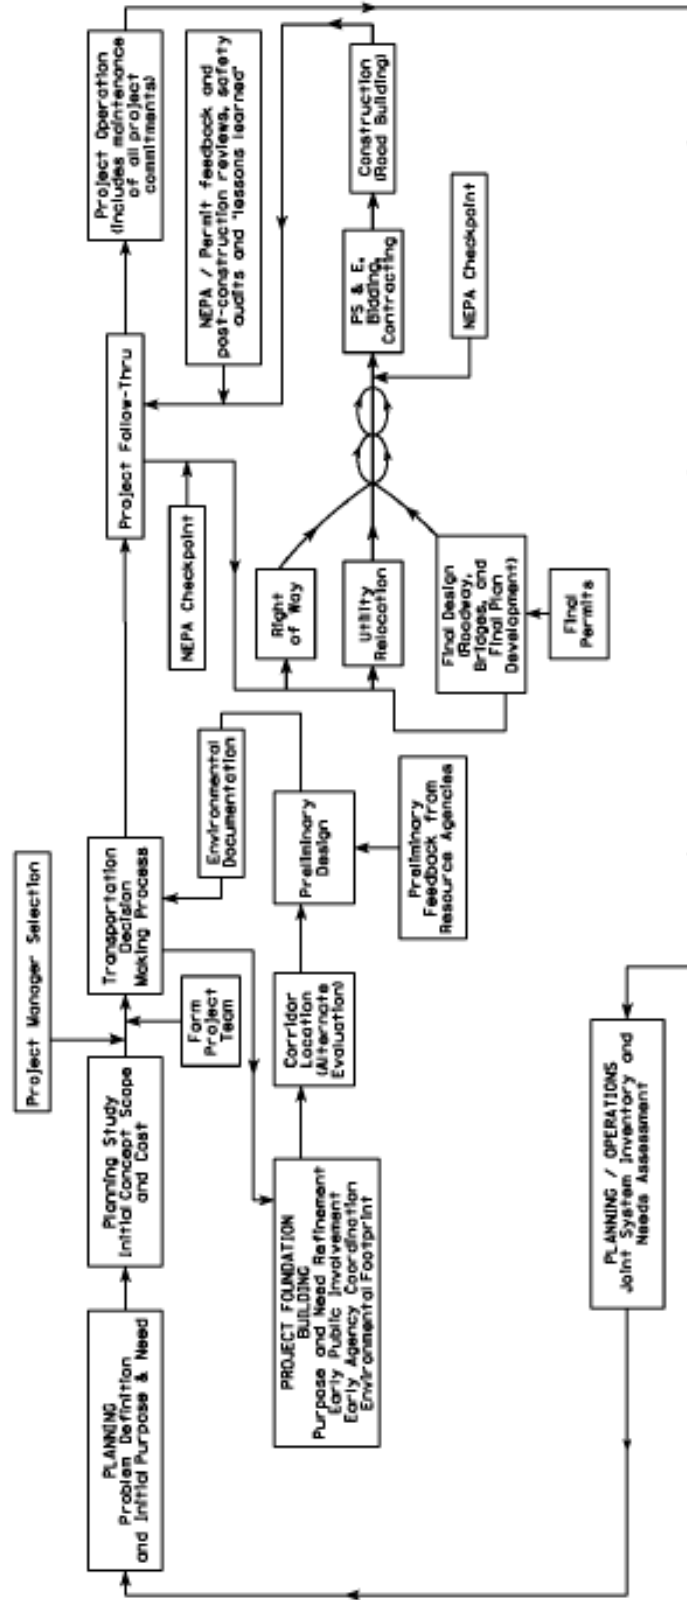 Project Manager Selection
PLANNING
Problem Definition
and Initial Purpose & Need
Planning Study
Initial Concept Scope
and Cost
Transportation
Decision
Making Process
Project Follow-Thru
Project Operation
(Includes maintenance
of all project
commitments)
Form
Project
Team
Environmental
Documentation
NEPA Checkpoint
NEPA / Permit feedback and
post-construction reviews, safety
audits and "lessons learned"
PROJECT FOUNDATION
BUILDING
Purpose and Need Refinement
Early Public Involvement
Early Agency Coordination
Environmental Footprint
Corridor
Location
(Alternate
Evaluation)
Preliminary
Design
Right
of Way
Utility
Relocation
PS & E,
Bidding,
Contracting
Construction
(Road Building)
Preliminary
Feedback from
Resource Agencies
Final Design
(Roadway,
Bridges, and
Final Plan
Development)
NEPA Checkpoint
Final
Permits
PLANNING / OPERATIONS
Joint System Inventory and
Needs Assessment